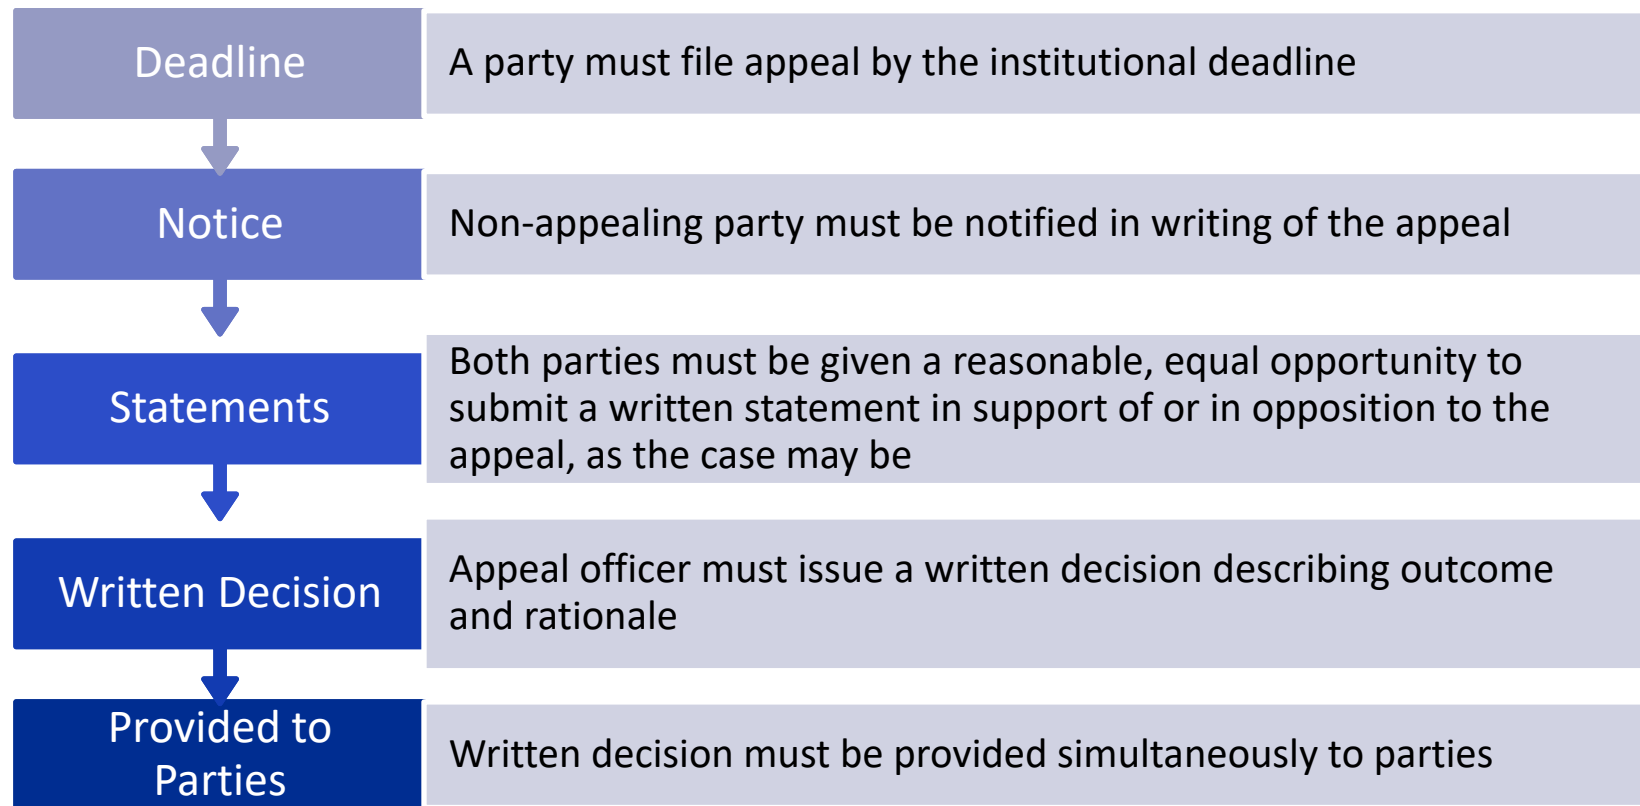 Deadline
A party must file appeal by the institutional deadline
Notice
Non-appealing party must be notified in writing of the appeal
Statements
Both parties must be given a reasonable, equal opportunity to
submit a written statement in support of or in opposition to the
appeal, as the case may be
Written Decision
Appeal officer must issue a written decision describing outcome
and rationale
Provided to
Parties
Written decision must be provided simultaneously to parties